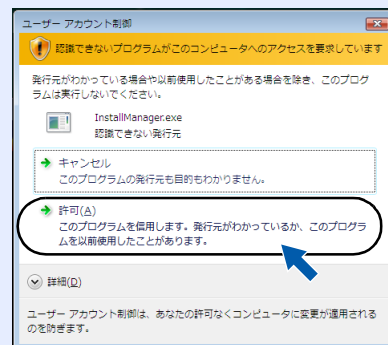 ユーザー アカウント制御
認識できないプログラムがこのコンピュータへのアクセスを要求しています
発行元がわかっている場合や以前使用したことがある場合を除き、このプログ
ラムは実行しないでください。
InstallManager.exe
認識できない発行元
キャンセル
このプログラムの発行元も目的もわかりません。
許可(A)
このプログラムを信用します。発行元がわかっているか、このプログラ
ムを以前使用したことがあります。
詳細(D)
ユーザー アカウント制御は、あなたの許可なくコンピュータに変更が適用される
のを防ぎます。